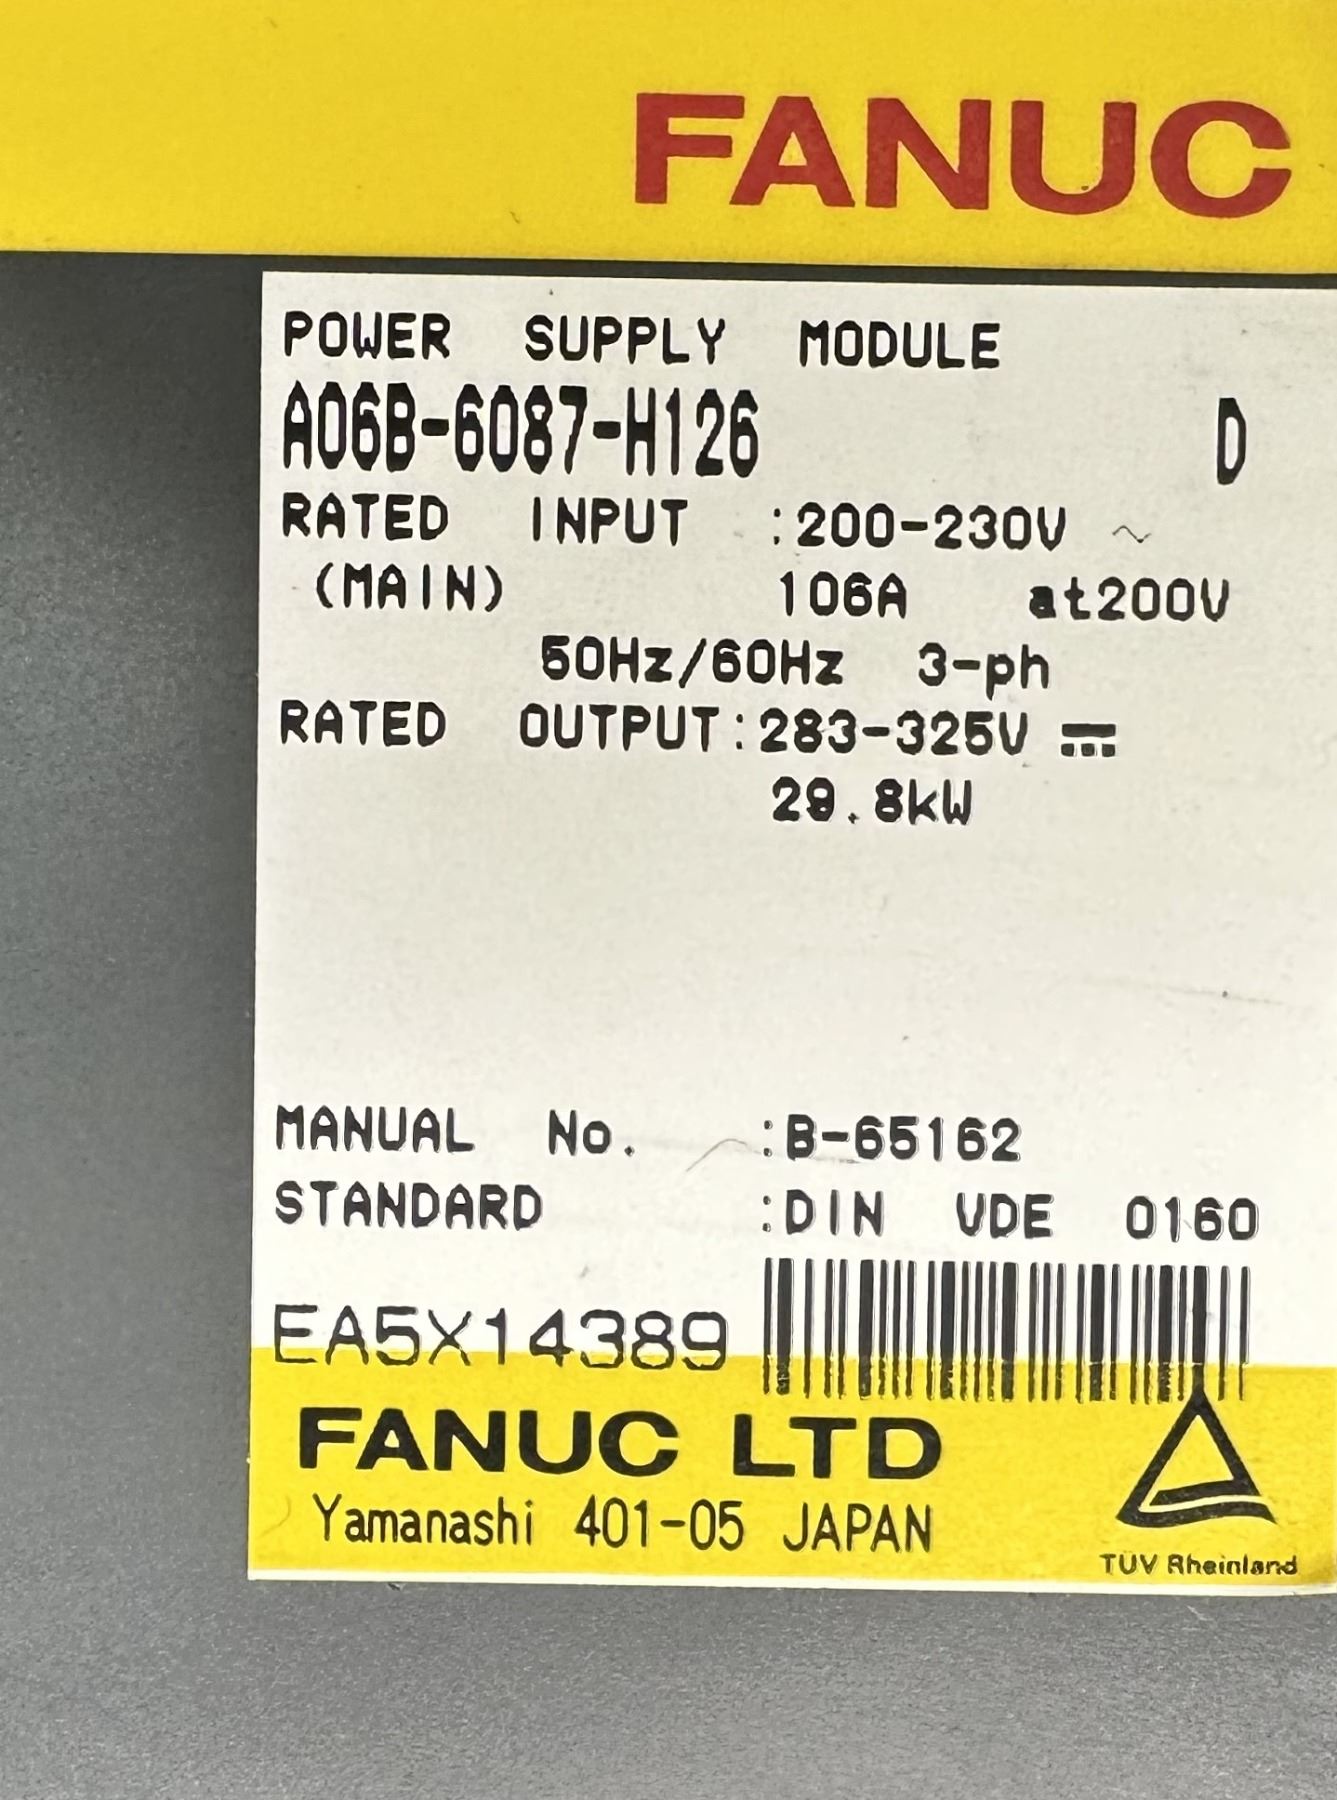 FANUC
POWER SUPPLY MODULE
A06B-6087-H126 D
RATED INPUT :200-230V ~
(MAIN) 106A at200V
50Hz/60Hz 3-ph
RATED OUTPUT:283-325V ⎓
29.8kW
MANUAL No. :B-65162
STANDARD :DIN VDE 0160
EA5X14389
FANUC LTD
Yamanashi 401-05 JAPAN
TÜV Rheinland